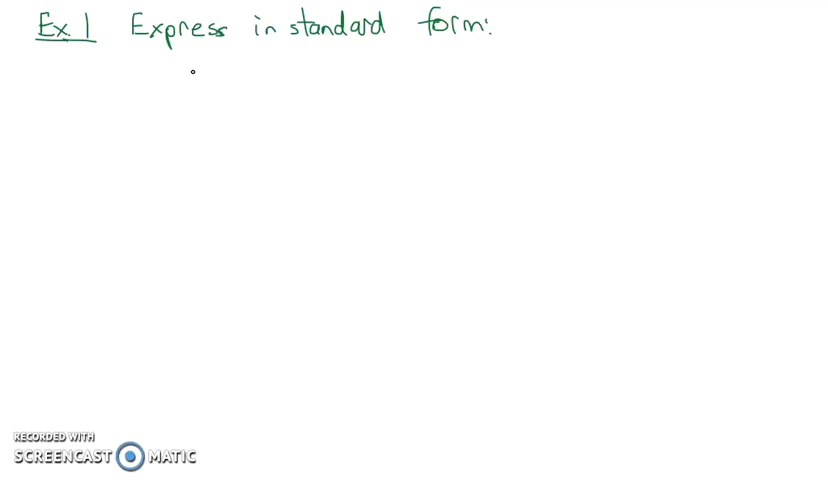 Ex. 1 Express in standard form:
RECORDED WITH
SCREENCAST MATIC